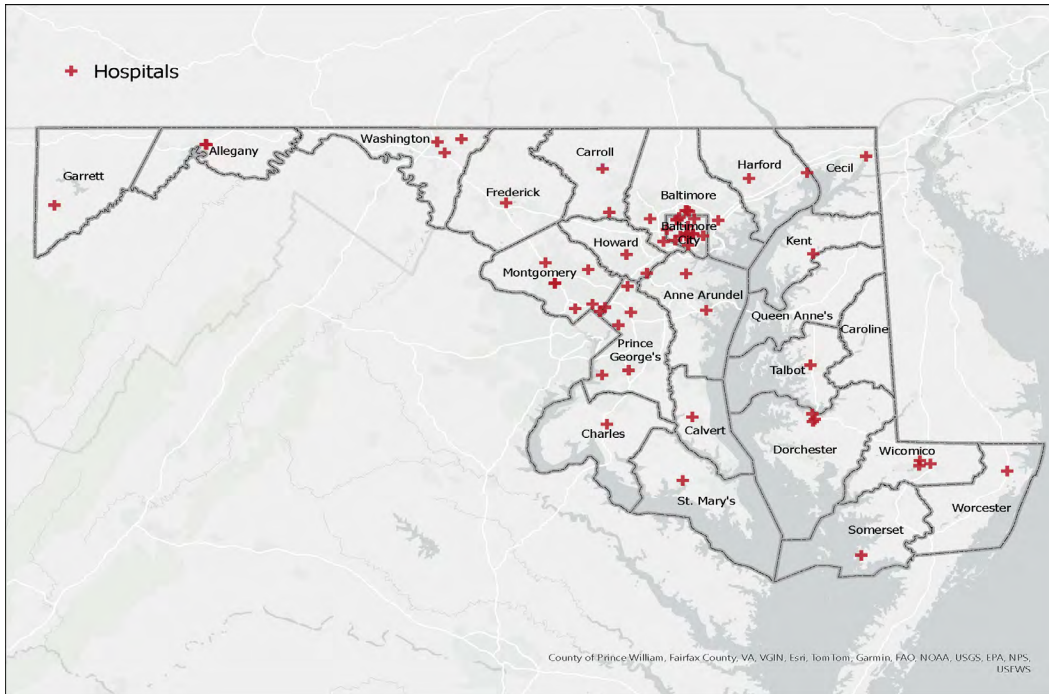 Hospitals
Washington
Allegany
Garrett
Carroll
Frederick
Harford
Cecil
Baltimore
Baltimore
City
Howard
Kent
Montgomery
Anne Arundel
Queen Anne's
Caroline
Prince
George's
Talbot
Charles
Calvert
Dorchester
Wicomico
St. Mary's
Worcester
Somerset
County of Prince William, Fairfax County, VA, VGIN, Esri, TomTom, Garmin, FAO, NOAA, USGS, EPA, NPS,
USFWS